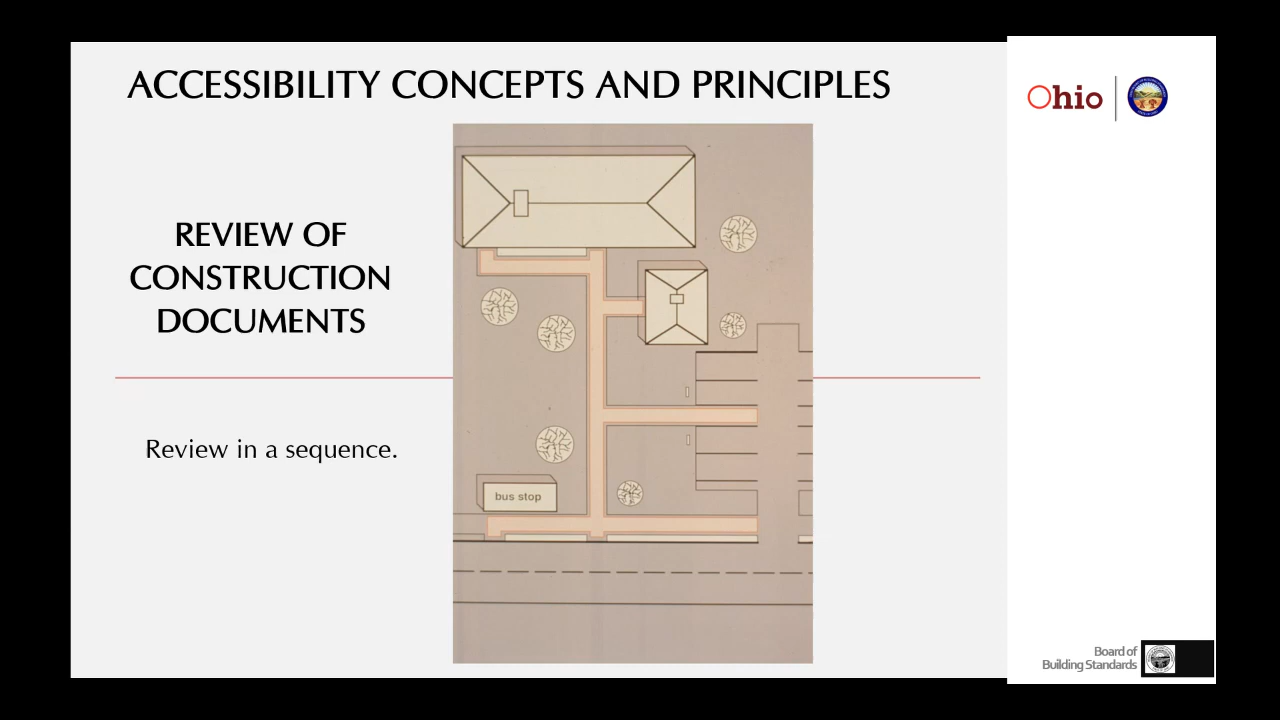 ACCESSIBILITY CONCEPTS AND PRINCIPLES
Ohio
REVIEW OF
CONSTRUCTION
DOCUMENTS
Review in a sequence.
bus stop
Board of
Building Standards